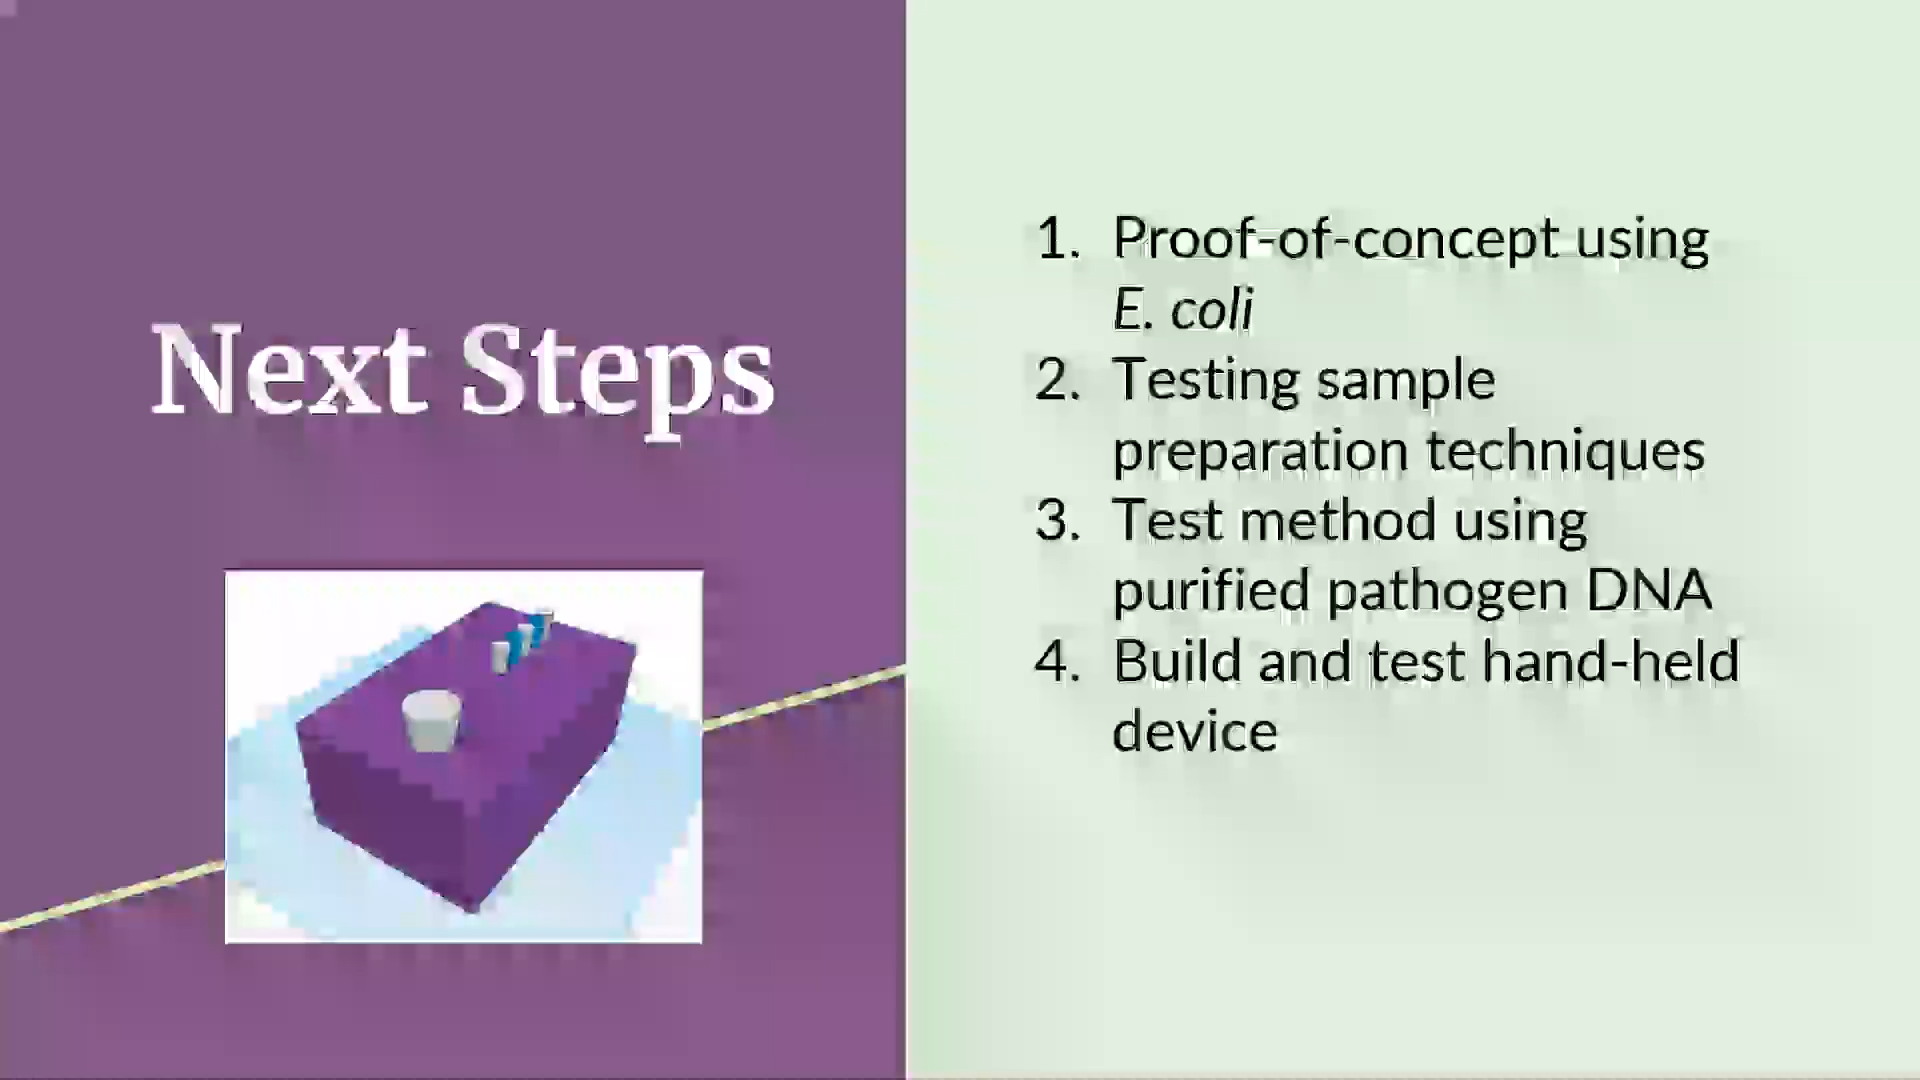 Next Steps
1. Proof-of-concept using
E. coli
2. Testing sample
preparation techniques
3. Test method using
purified pathogen DNA
4. Build and test hand-held
device